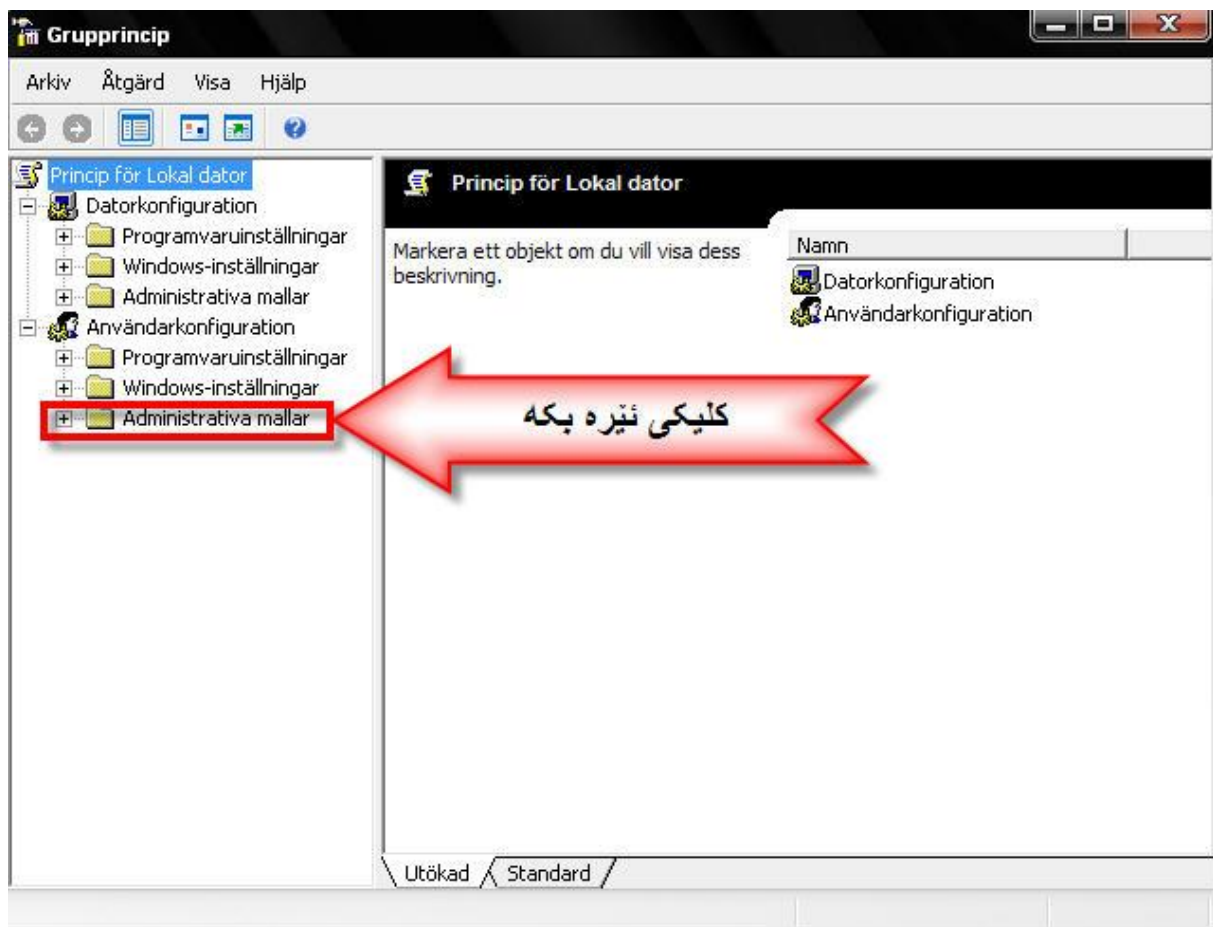 Grupprincip
Arkiv Åtgärd Visa Hjälp
Princip för Lokal dator
Datorkonfiguration
Programvaruinställningar
Windows-inställningar
Administrativa mallar
Användarkonfiguration
Programvaruinställningar
Windows-inställningar
Administrativa mallar
Princip för Lokal dator
Markera ett objekt om du vill visa dess
beskrivning.
Namn
Datorkonfiguration
Användarkonfiguration
کلیکی ئێره بکه
Utökad Standard